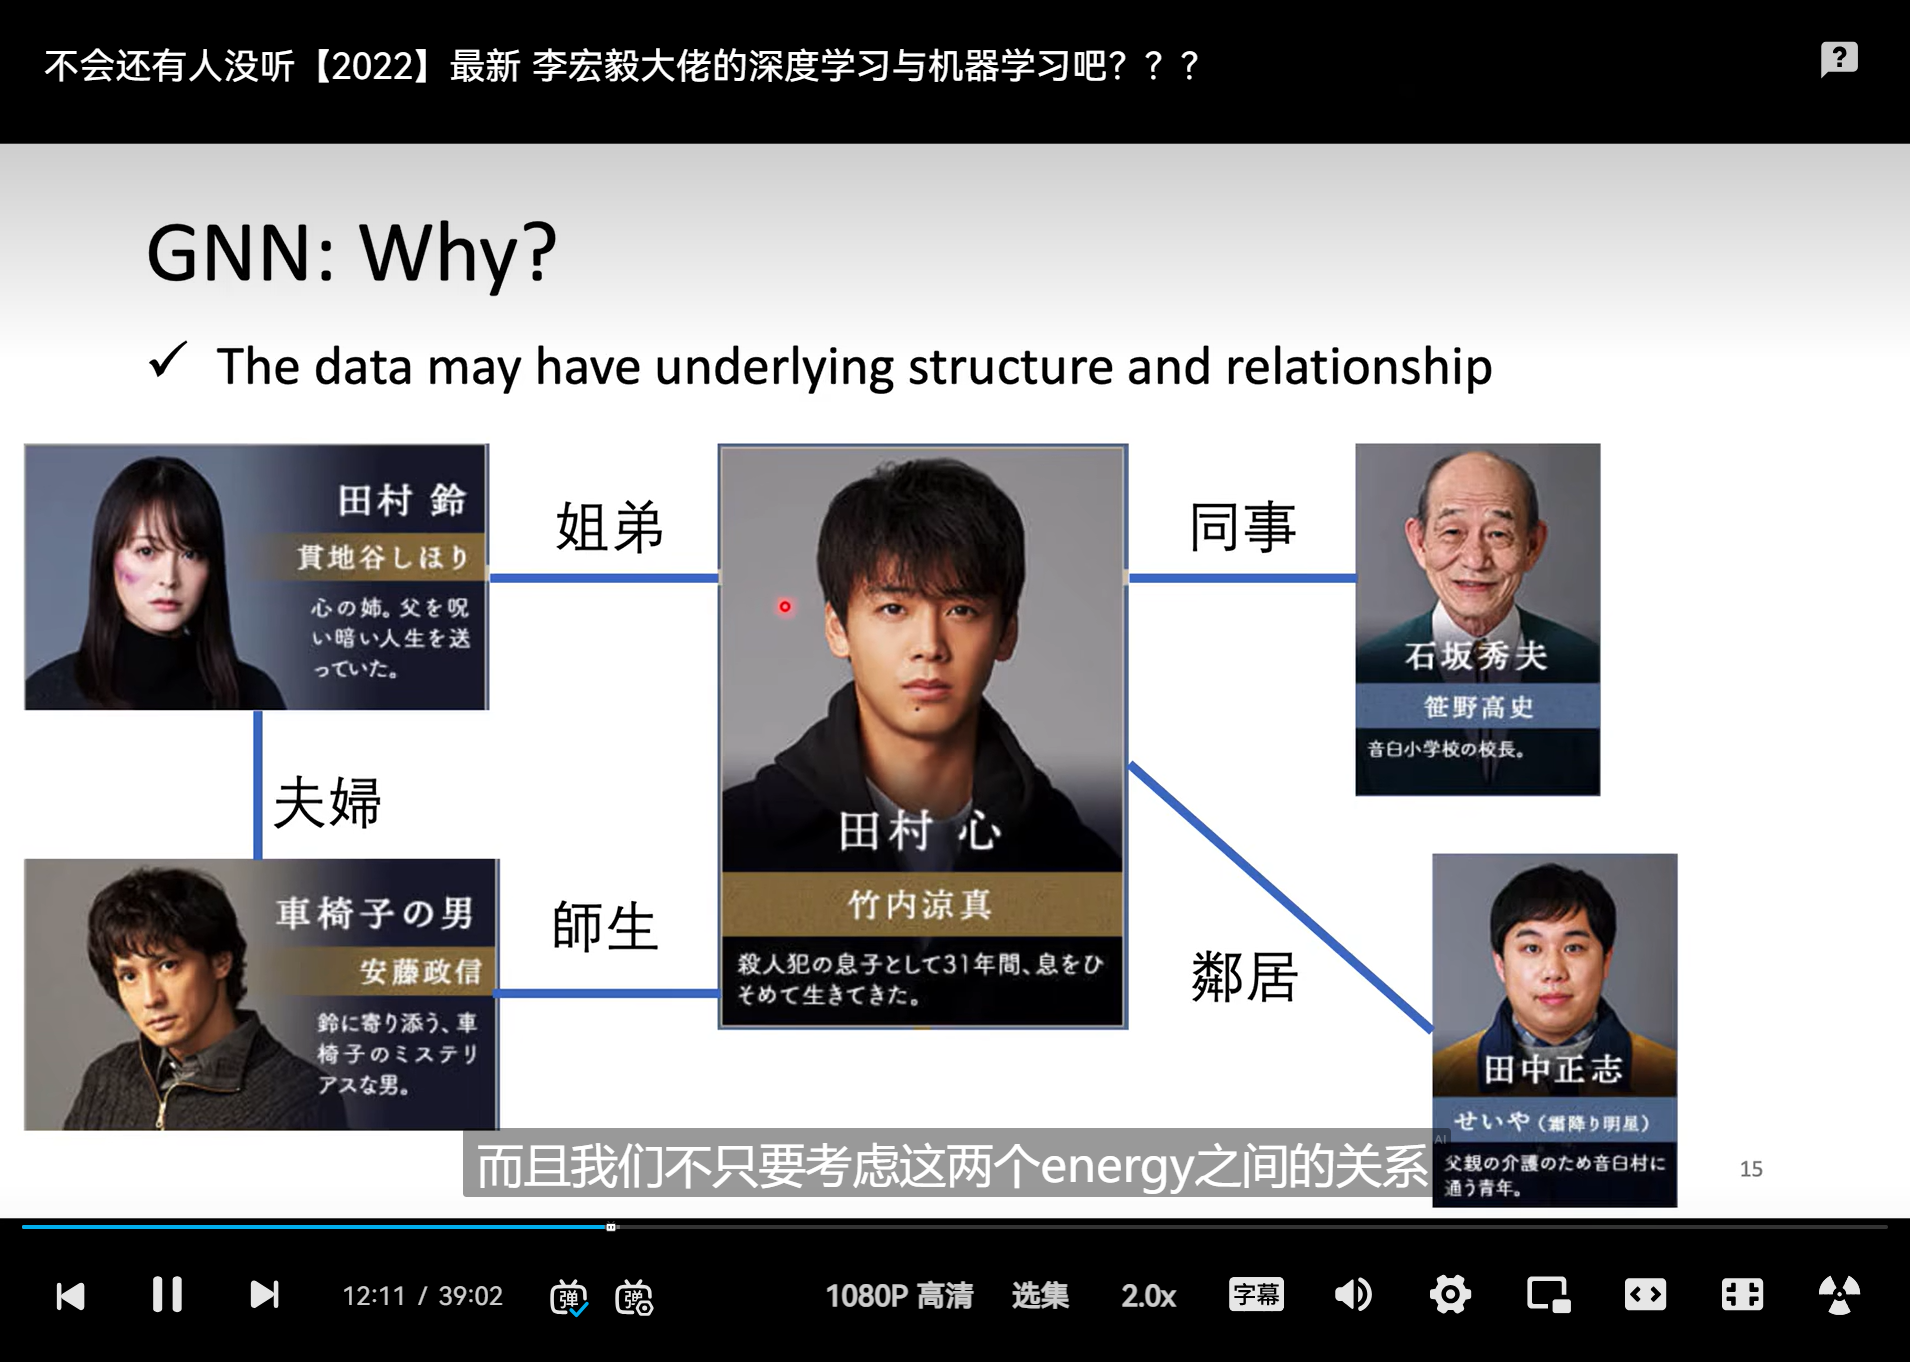 不会还有人没听【2022】最新 李宏毅大佬的深度学习与机器学习吧？？？
GNN: Why?
✓ The data may have underlying structure and relationship
田村 鈴
貫地谷しほり
心の姉。父を呪
い暗い人生を送
っていた。
姐弟
田村 心
竹内涼真
殺人犯の息子として31年間、息をひ
そめて生きてきた。
同事
石坂秀夫
笹野高史
音臼小学校の校長。
夫婦
車椅子の男
安藤政信
鈴に寄り添う、車
椅子のミステリ
アスな男。
師生
鄰居
田中正志
せいや（霜降り明星）
父親の介護のため音臼村に
通う青年。
而且我们不只要考虑这两个energy之间的关系
AI
15
12:11 / 39:02
弹
弹
1080P 高清
选集
2.0x
字幕